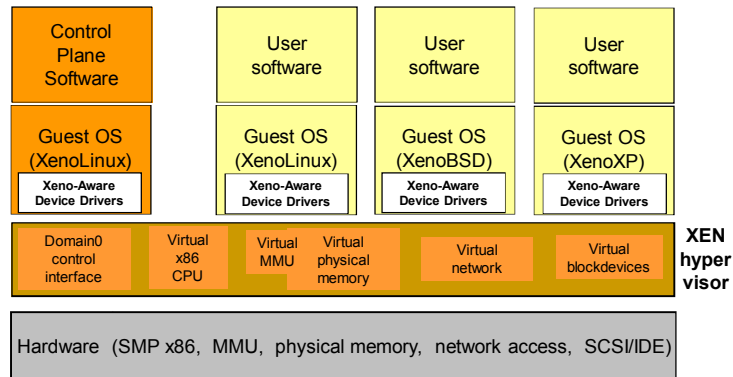 Control
Plane
Software
User
software
User
software
User
software
Guest OS
(XenoLinux)
Xeno-Aware
Device Drivers
Guest OS
(XenoLinux)
Xeno-Aware
Device Drivers
Guest OS
(XenoBSD)
Xeno-Aware
Device Drivers
Guest OS
(XenoXP)
Xeno-Aware
Device Drivers
Domain0
control
interface
Virtual
x86
CPU
Virtual
MMU
Virtual
physical
memory
Virtual
network
Virtual
blockdevices
XEN
hyper
visor
Hardware (SMP x86, MMU, physical memory, network access, SCSI/IDE)